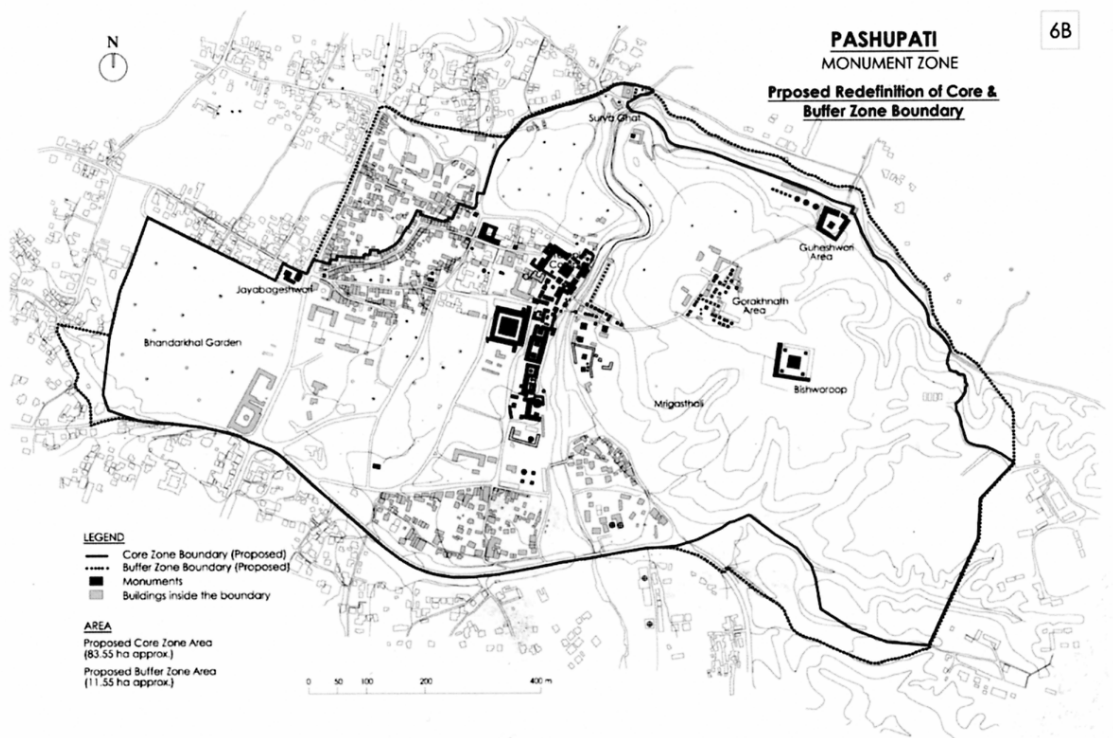 6B
PASHUPATI
MONUMENT ZONE
Prposed Redefinition of Core &
Buffer Zone Boundary
N
Surya Ghat
Guheshwori
Area
Gorakhnath
Area
Jayabageshwari
Bhandarkhal Garden
Bishworoop
Mrigasthali
LEGEND
Core Zone Boundary (Proposed)
Buffer Zone Boundary (Proposed)
Monuments
Buildings inside the boundary
AREA
Proposed Core Zone Area
(83.55 ha approx.)
Proposed Buffer Zone Area
(11.55 ha approx.)
0 50 100 200 400 m